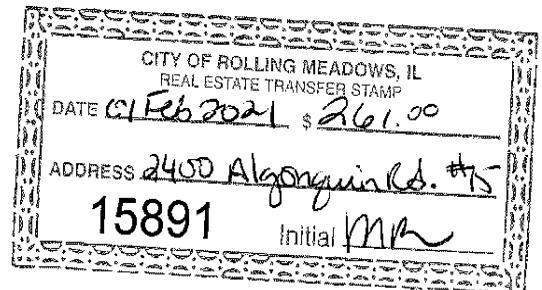 CITY OF ROLLING MEADOWS, IL
REAL ESTATE TRANSFER STAMP
DATE 01 Feb 2021 $ 261.00
ADDRESS 2400 Algonquin Rd. #15
15891 Initial MR